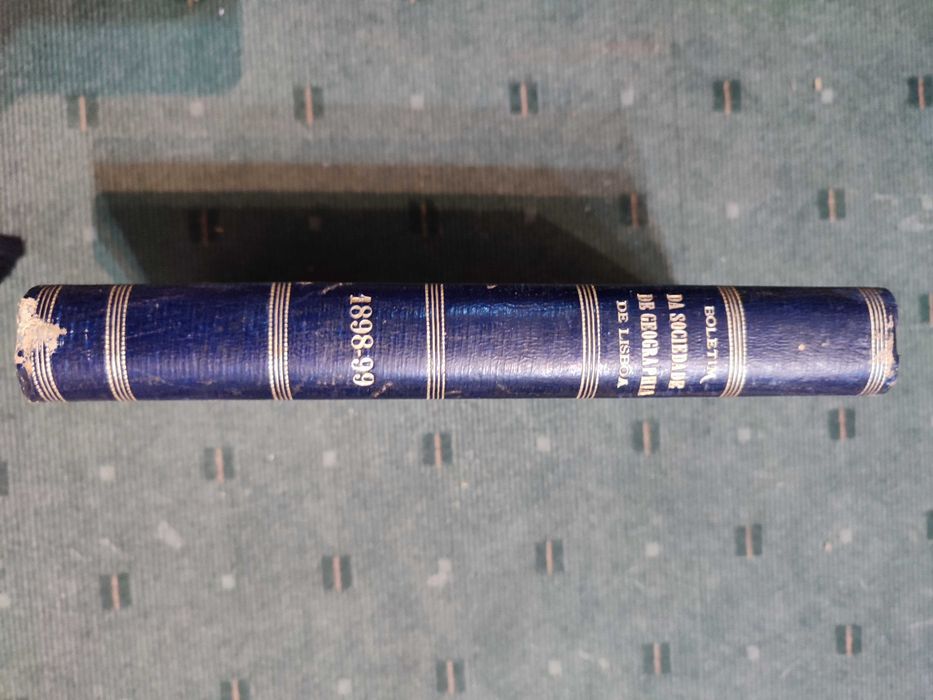 BOLETIM
DA SOCIEDADE
DE GEOGRAPHIA
DE LISBOA
1898-99